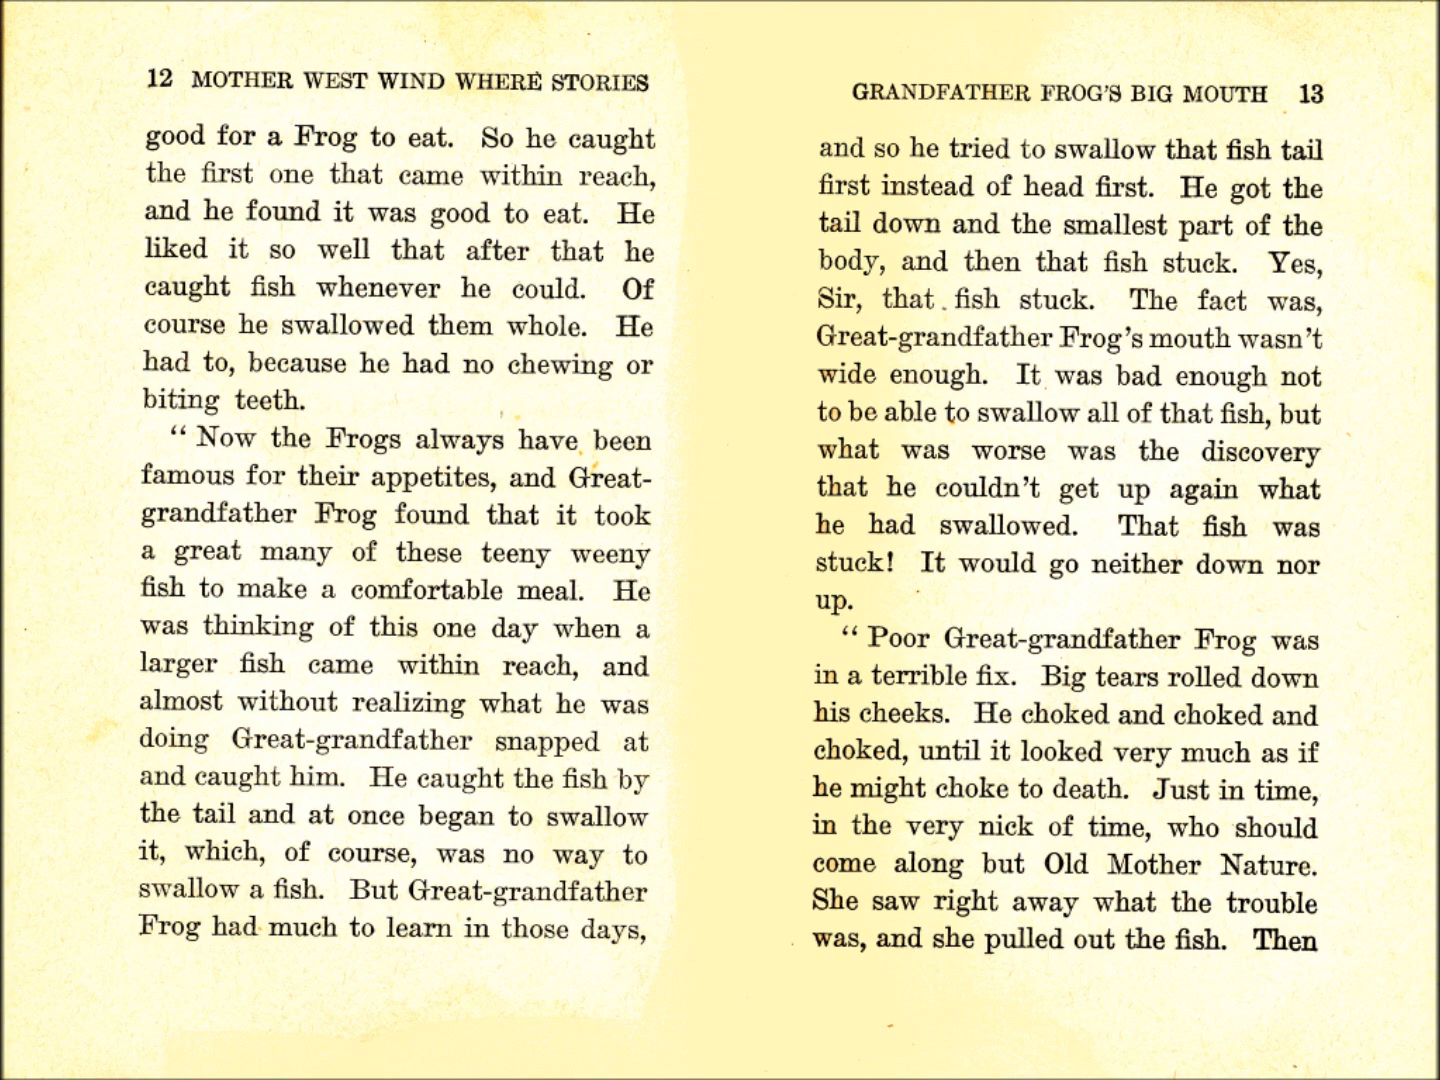 12 MOTHER WEST WIND WHERE STORIES
good for a Frog to eat. So he caught
the first one that came within reach,
and he found it was good to eat. He
liked it so well that after that he
caught fish whenever he could. Of
course he swallowed them whole. He
had to, because he had no chewing or
biting teeth.
“ Now the Frogs always have been
famous for their appetites, and Great-
grandfather Frog found that it took
a great many of these teeny weeny
fish to make a comfortable meal. He
was thinking of this one day when a
larger fish came within reach, and
almost without realizing what he was
doing Great-grandfather snapped at
and caught him. He caught the fish by
the tail and at once began to swallow
it, which, of course, was no way to
swallow a fish. But Great-grandfather
Frog had much to learn in those days,
GRANDFATHER FROG’S BIG MOUTH 13
and so he tried to swallow that fish tail
first instead of head first. He got the
tail down and the smallest part of the
body, and then that fish stuck. Yes,
Sir, that fish stuck. The fact was,
Great-grandfather Frog’s mouth wasn’t
wide enough. It was bad enough not
to be able to swallow all of that fish, but
what was worse was the discovery
that he couldn’t get up again what
he had swallowed. That fish was
stuck! It would go neither down nor
up.
“ Poor Great-grandfather Frog was
in a terrible fix. Big tears rolled down
his cheeks. He choked and choked and
choked, until it looked very much as if
he might choke to death. Just in time,
in the very nick of time, who should
come along but Old Mother Nature.
She saw right away what the trouble
was, and she pulled out the fish. Then